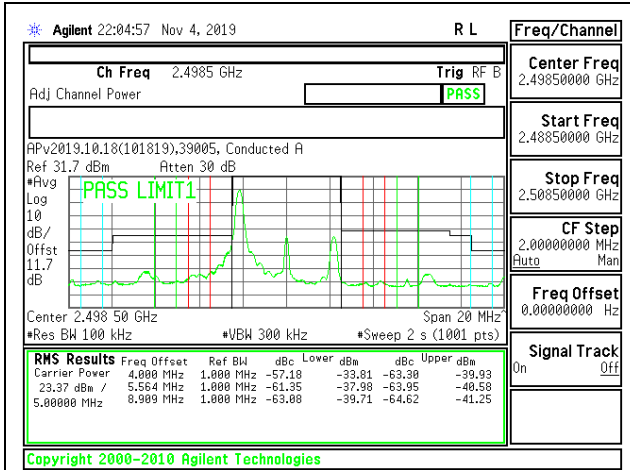 Agilent 22:04:57 Nov 4, 2019 R L
Freq/Channel
Ch Freq 2.4985 GHz Trig RF B
Adj Channel Power PASS
Center Freq
2.49850000 GHz
Start Freq
2.48850000 GHz
Stop Freq
2.50850000 GHz
CF Step
2.00000000 MHz
Auto Man
Freq Offset
0.00000000 Hz
Signal Track
On Off
APv2019.10.18(101819),39005, Conducted A
Ref 31.7 dBm Atten 30 dB
#Avg
Log
10
dB/
Offst
11.7
dB
PASS LIMIT1
Center 2.498 50 GHz Span 20 MHz^
#Res BW 100 kHz #VBW 300 kHz #Sweep 2 s (1001 pts)
RMS Results Freq Offset Ref BW dBc Lower dBm dBc Upper dBm
Carrier Power 4.000 MHz 1.000 MHz -57.18 -33.81 -63.30 -39.93
23.37 dBm / 5.564 MHz 1.000 MHz -61.35 -37.98 -63.95 -40.58
5.00000 MHz 8.909 MHz 1.000 MHz -63.08 -39.71 -64.62 -41.25
Copyright 2000-2010 Agilent Technologies